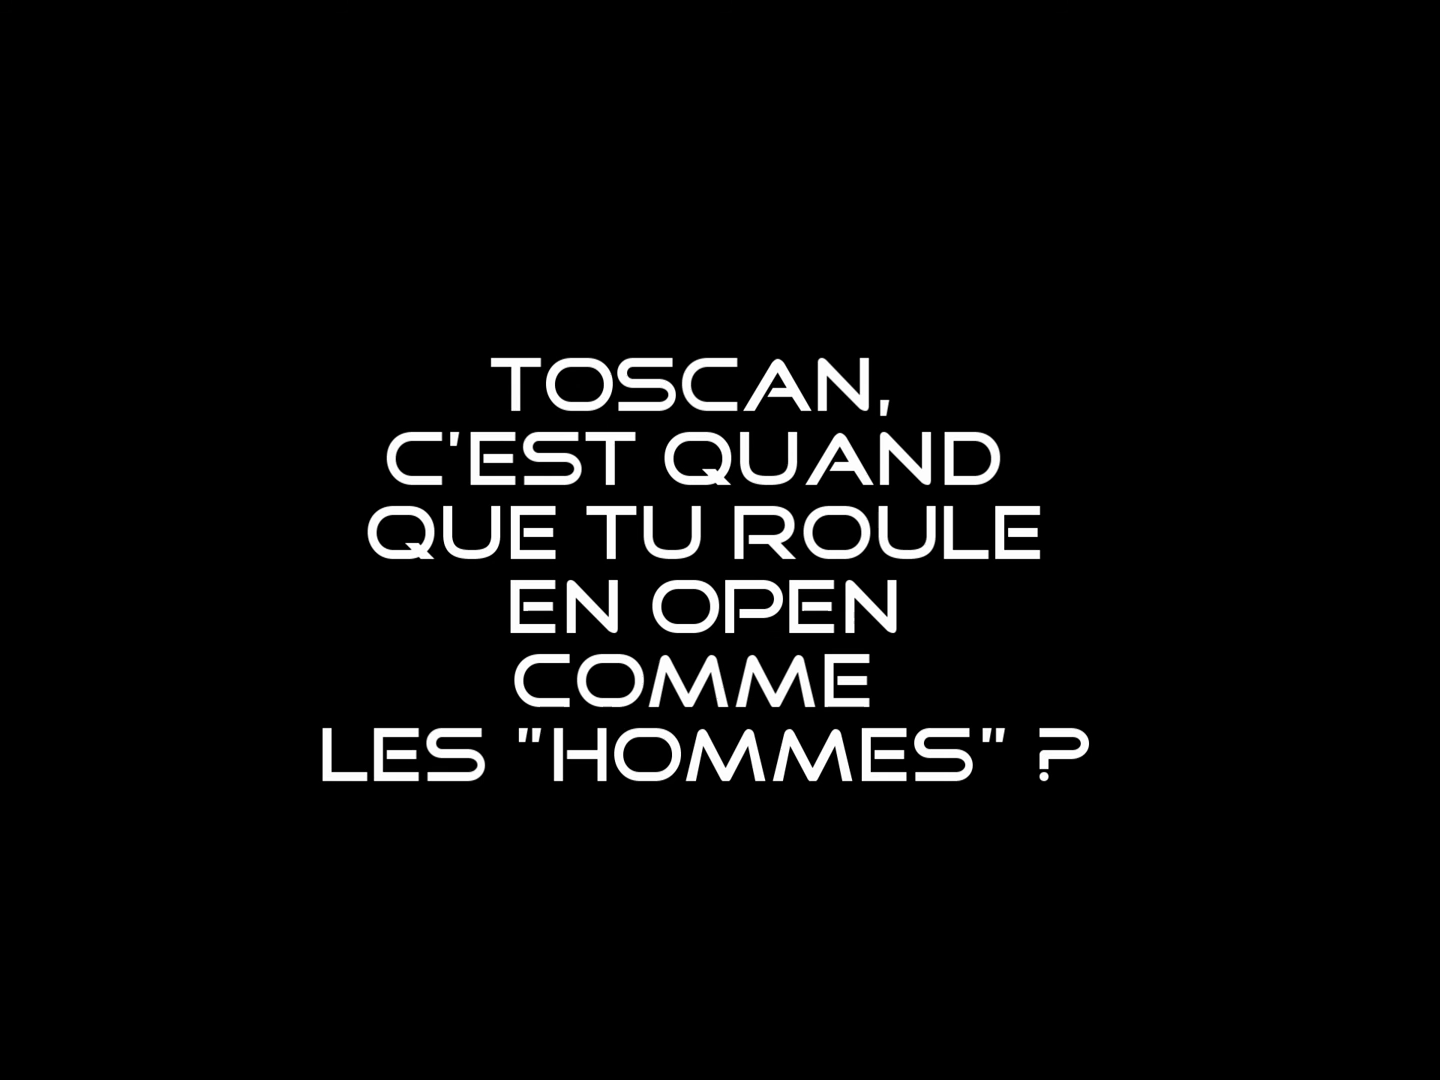 TOSCAN,
C'EST QUAND
QUE TU ROULE
EN OPEN
COMME
LES "HOMMES" ?